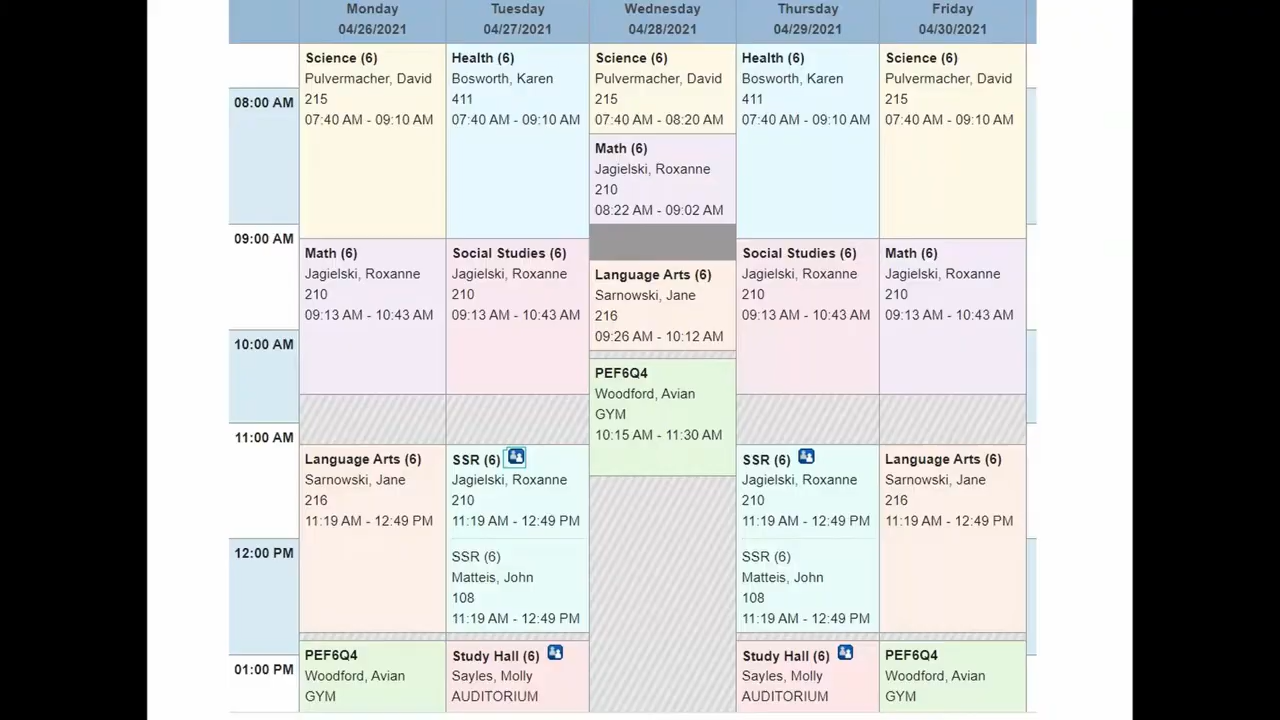 Monday
04/26/2021
Tuesday
04/27/2021
Wednesday
04/28/2021
Thursday
04/29/2021
Friday
04/30/2021
08:00 AM
09:00 AM
10:00 AM
11:00 AM
12:00 PM
01:00 PM
Science (6)
Pulvermacher, David
215
07:40 AM - 09:10 AM
Math (6)
Jagielski, Roxanne
210
09:13 AM - 10:43 AM
Language Arts (6)
Sarnowski, Jane
216
11:19 AM - 12:49 PM
PEF6Q4
Woodford, Avian
GYM
Health (6)
Bosworth, Karen
411
07:40 AM - 09:10 AM
Social Studies (6)
Jagielski, Roxanne
210
09:13 AM - 10:43 AM
SSR (6)
Jagielski, Roxanne
210
11:19 AM - 12:49 PM
SSR (6)
Matteis, John
108
11:19 AM - 12:49 PM
Study Hall (6)
Sayles, Molly
AUDITORIUM
Science (6)
Pulvermacher, David
215
07:40 AM - 08:20 AM
Math (6)
Jagielski, Roxanne
210
08:22 AM - 09:02 AM
Language Arts (6)
Sarnowski, Jane
216
09:26 AM - 10:12 AM
PEF6Q4
Woodford, Avian
GYM
10:15 AM - 11:30 AM
Health (6)
Bosworth, Karen
411
07:40 AM - 09:10 AM
Social Studies (6)
Jagielski, Roxanne
210
09:13 AM - 10:43 AM
SSR (6)
Jagielski, Roxanne
210
11:19 AM - 12:49 PM
SSR (6)
Matteis, John
108
11:19 AM - 12:49 PM
Study Hall (6)
Sayles, Molly
AUDITORIUM
Science (6)
Pulvermacher, David
215
07:40 AM - 09:10 AM
Math (6)
Jagielski, Roxanne
210
09:13 AM - 10:43 AM
Language Arts (6)
Sarnowski, Jane
216
11:19 AM - 12:49 PM
PEF6Q4
Woodford, Avian
GYM